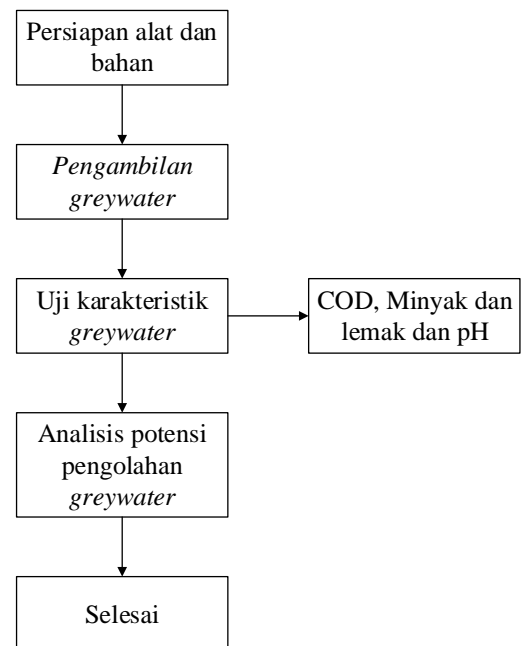 Persiapan alat dan
bahan
Pengambilan
greywater
Uji karakteristik
greywater
COD, Minyak dan
lemak dan pH
Analisis potensi
pengolahan
greywater
Selesai